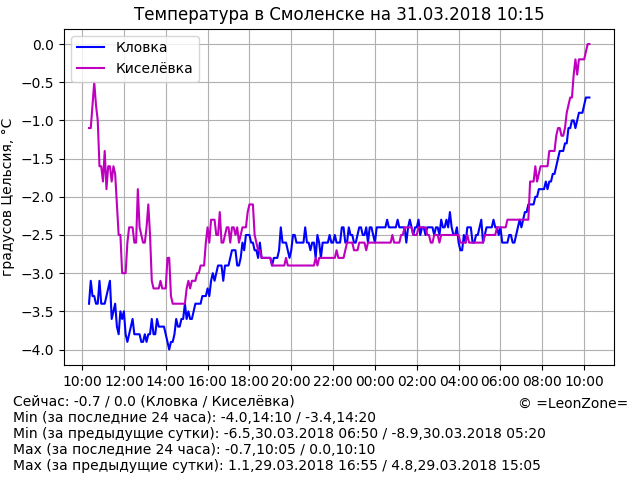 Температура в Смоленске на 31.03.2018 10:15
Кловка
Киселёвка
градусов Цельсия, °C
0.0
−0.5
−1.0
−1.5
−2.0
−2.5
−3.0
−3.5
−4.0
10:00 12:00 14:00 16:00 18:00 20:00 22:00 00:00 02:00 04:00 06:00 08:00 10:00
Сейчас: -0.7 / 0.0 (Кловка / Киселёвка)
© =LeonZone=
Min (за последние 24 часа): -4.0,14:10 / -3.4,14:20
Min (за предыдущие сутки): -6.5,30.03.2018 06:50 / -8.9,30.03.2018 05:20
Max (за последние 24 часа): -0.7,10:05 / 0.0,10:10
Max (за предыдущие сутки): 1.1,29.03.2018 16:55 / 4.8,29.03.2018 15:05